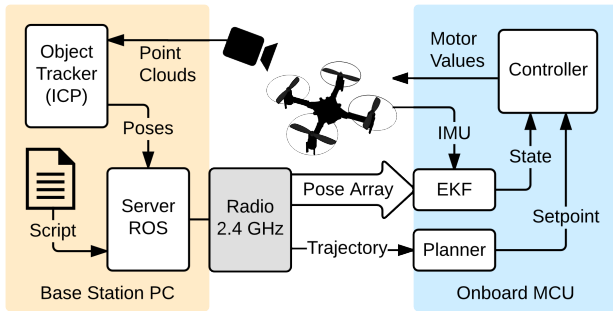 Object
Tracker
(ICP)
Point
Clouds
Motor
Values
Controller
Poses
IMU
State
Script
Server
ROS
Radio
2.4 GHz
Pose Array
EKF
Setpoint
Trajectory
Planner
Base Station PC
Onboard MCU